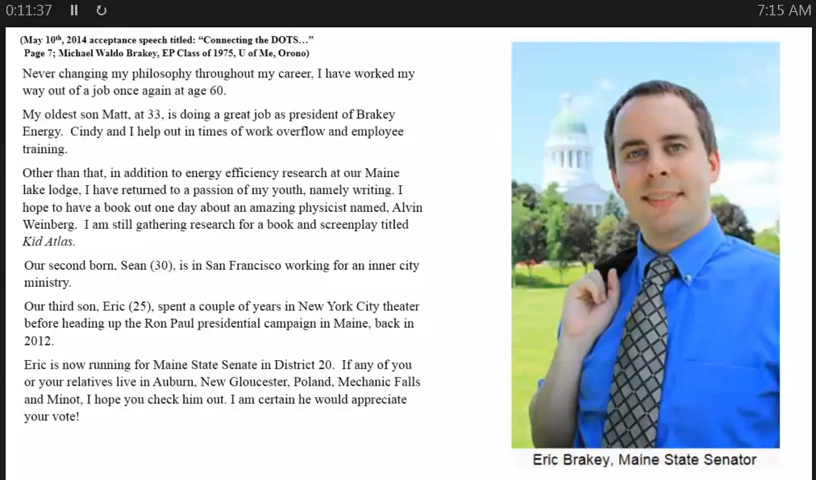 0:11:37
7:15 AM
(May 10th, 2014 acceptance speech titled: “Connecting the DOTS…”
Page 7; Michael Waldo Brakey, EP Class of 1975, U of Me, Orono)
Never changing my philosophy throughout my career, I have worked my
way out of a job once again at age 60.
My oldest son Matt, at 33, is doing a great job as president of Brakey
Energy. Cindy and I help out in times of work overflow and employee
training.
Other than that, in addition to energy efficiency research at our Maine
lake lodge, I have returned to a passion of my youth, namely writing. I
hope to have a book out one day about an amazing physicist named, Alvin
Weinberg. I am still gathering research for a book and screenplay titled
Kid Atlas.
Our second born, Sean (30), is in San Francisco working for an inner city
ministry.
Our third son, Eric (25), spent a couple of years in New York City theater
before heading up the Ron Paul presidential campaign in Maine, back in
2012.
Eric is now running for Maine State Senate in District 20. If any of you
or your relatives live in Auburn, New Gloucester, Poland, Mechanic Falls
and Minot, I hope you check him out. I am certain he would appreciate
your vote!
Eric Brakey, Maine State Senator